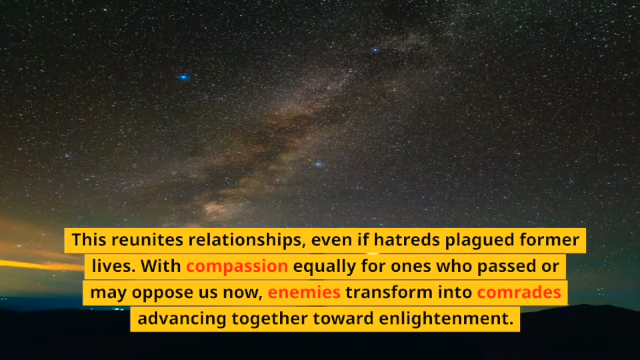 This reunites relationships, even if hatreds plagued former
lives. With compassion equally for ones who passed or
may oppose us now, enemies transform into comrades
advancing together toward enlightenment.